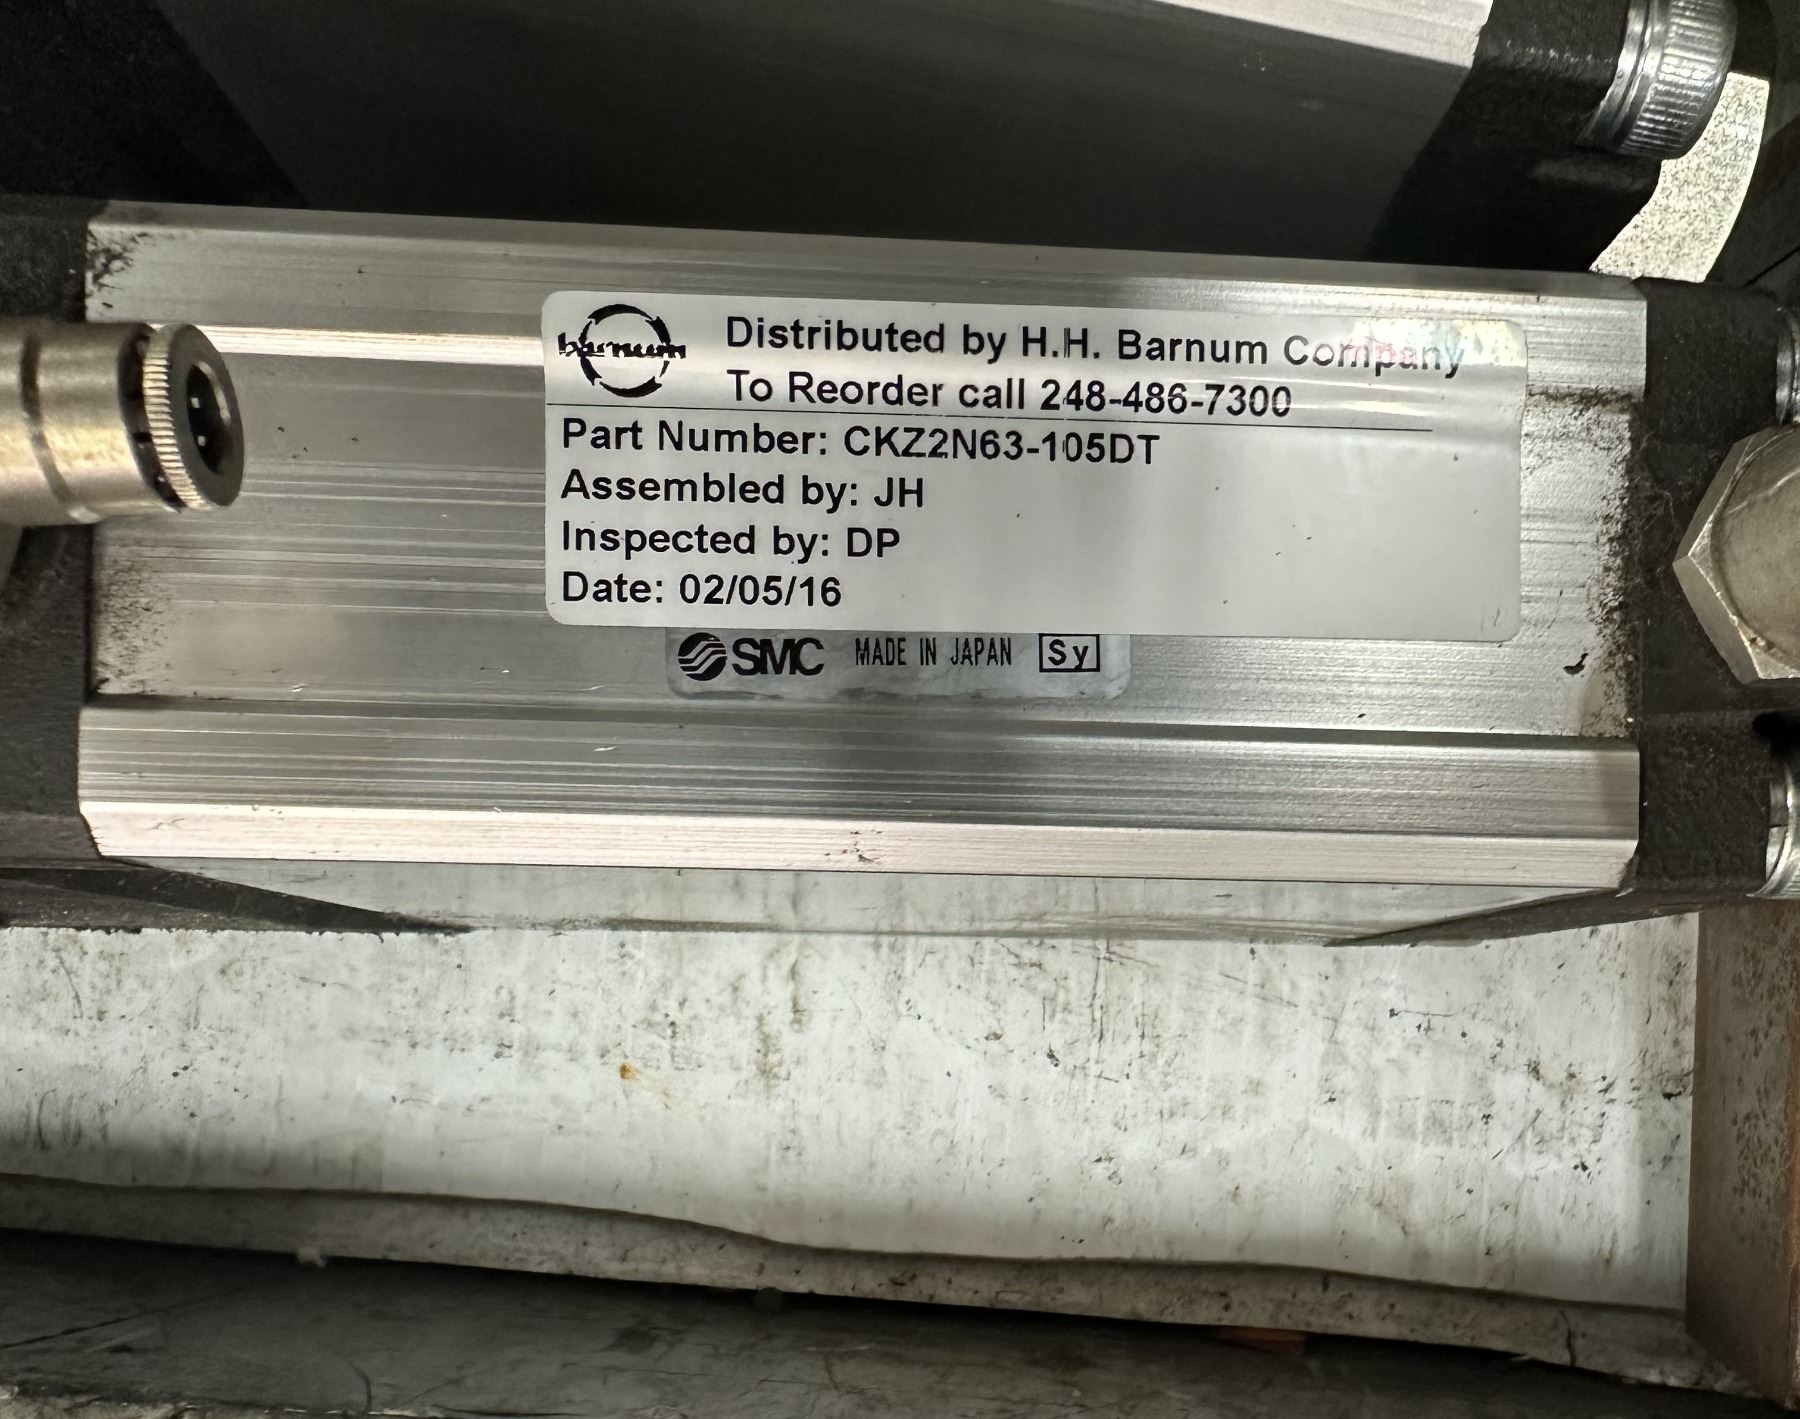 barnum
Distributed by H.H. Barnum Company
To Reorder call 248-486-7300
Part Number: CKZ2N63-105DT
Assembled by: JH
Inspected by: DP
Date: 02/05/16
SMC MADE IN JAPAN Sy